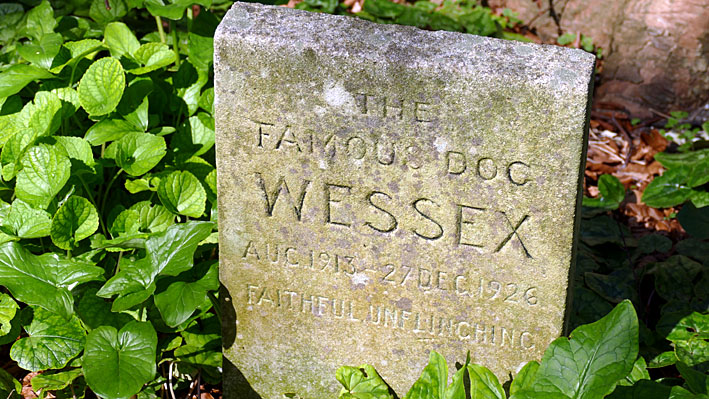 THE
FAMOUS DOG
WESSEX
AUG. 1913 - 27 DEC. 1926
FAITHFUL. UNFLINCHING.